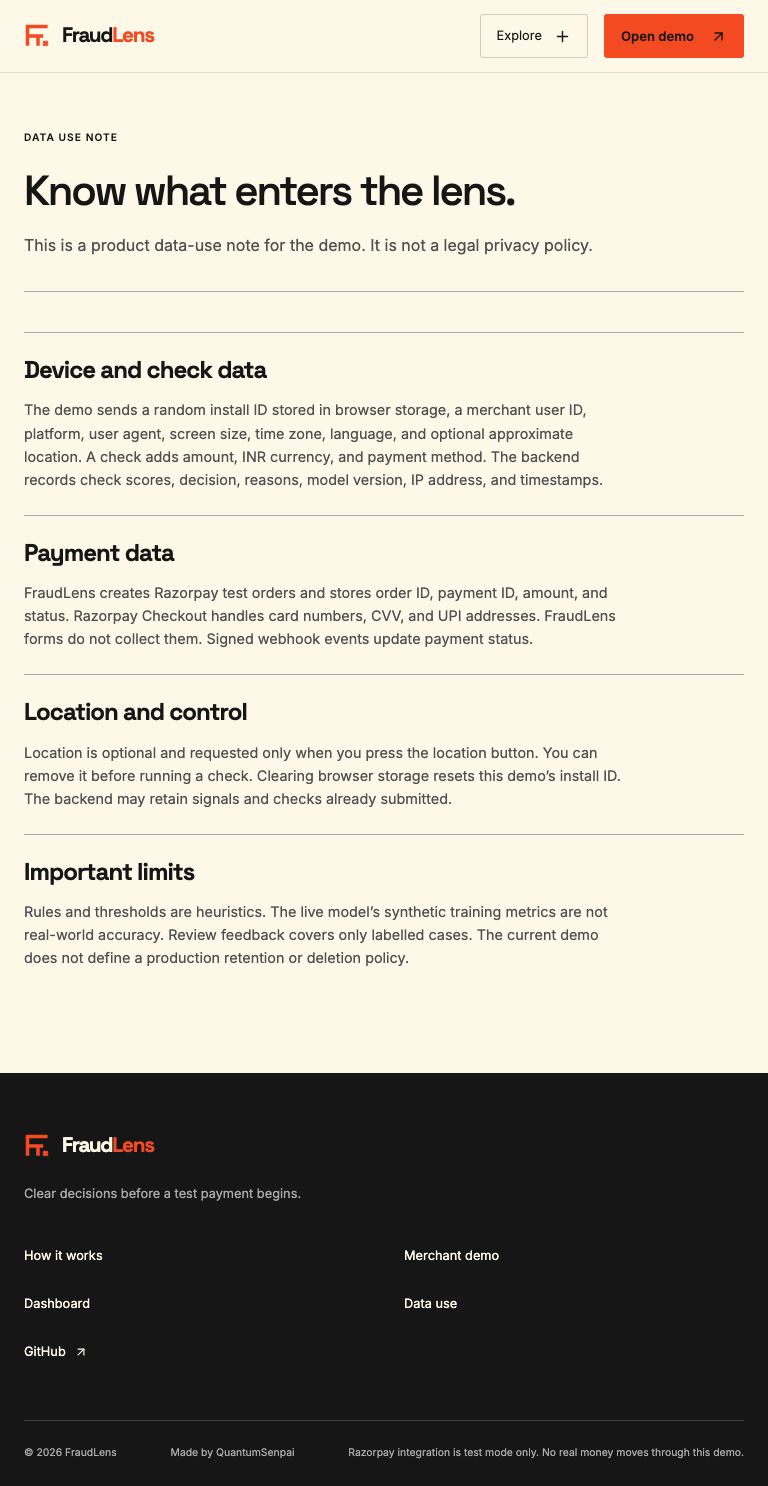 FraudLens
Explore
Open demo
DATA USE NOTE
Know what enters the lens.
This is a product data-use note for the demo. It is not a legal privacy policy.
Device and check data
The demo sends a random install ID stored in browser storage, a merchant user ID,
platform, user agent, screen size, time zone, language, and optional approximate
location. A check adds amount, INR currency, and payment method. The backend
records check scores, decision, reasons, model version, IP address, and timestamps.
Payment data
FraudLens creates Razorpay test orders and stores order ID, payment ID, amount, and
status. Razorpay Checkout handles card numbers, CVV, and UPI addresses. FraudLens
forms do not collect them. Signed webhook events update payment status.
Location and control
Location is optional and requested only when you press the location button. You can
remove it before running a check. Clearing browser storage resets this demo’s install ID.
The backend may retain signals and checks already submitted.
Important limits
Rules and thresholds are heuristics. The live model’s synthetic training metrics are not
real-world accuracy. Review feedback covers only labelled cases. The current demo
does not define a production retention or deletion policy.
FraudLens
Clear decisions before a test payment begins.
How it works
Merchant demo
Dashboard
Data use
GitHub
© 2026 FraudLens
Made by QuantumSenpai
Razorpay integration is test mode only. No real money moves through this demo.